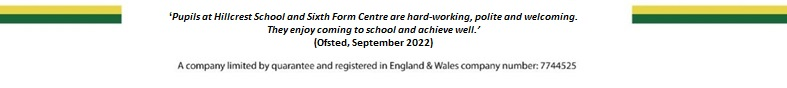 ‘Pupils at Hillcrest School and Sixth Form Centre are hard-working, polite and welcoming.
They enjoy coming to school and achieve well.’
(Ofsted, September 2022)
A company limited by quarantee and registered in England & Wales company number: 7744525